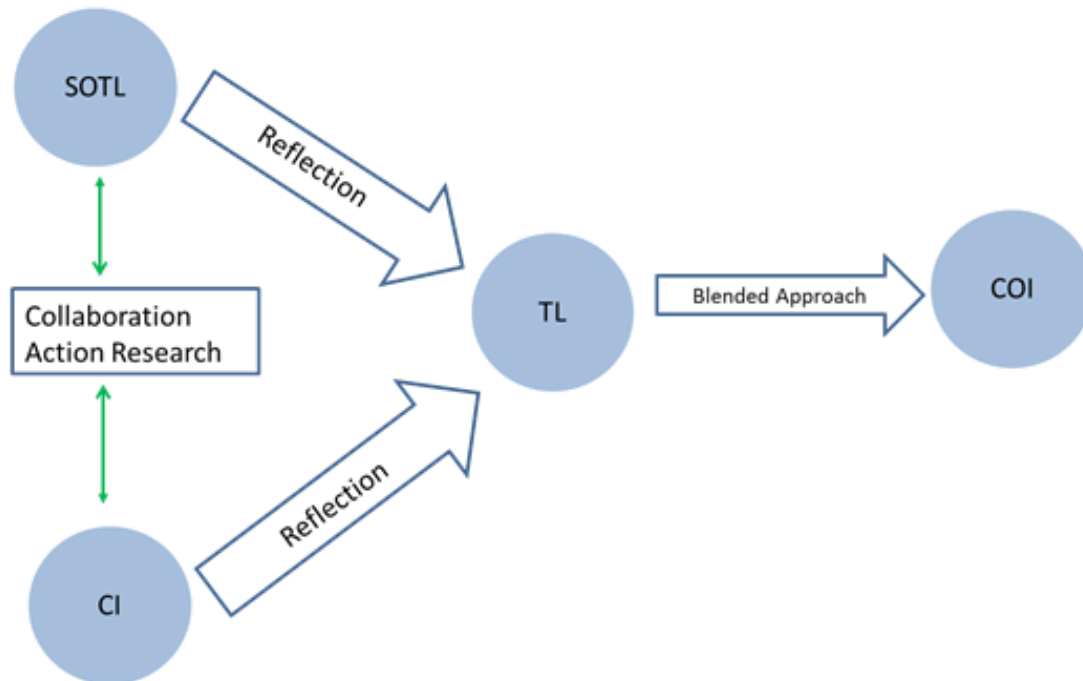 SOTL
Reflection
Collaboration
Action Research
TL
Blended Approach
COI
Reflection
CI